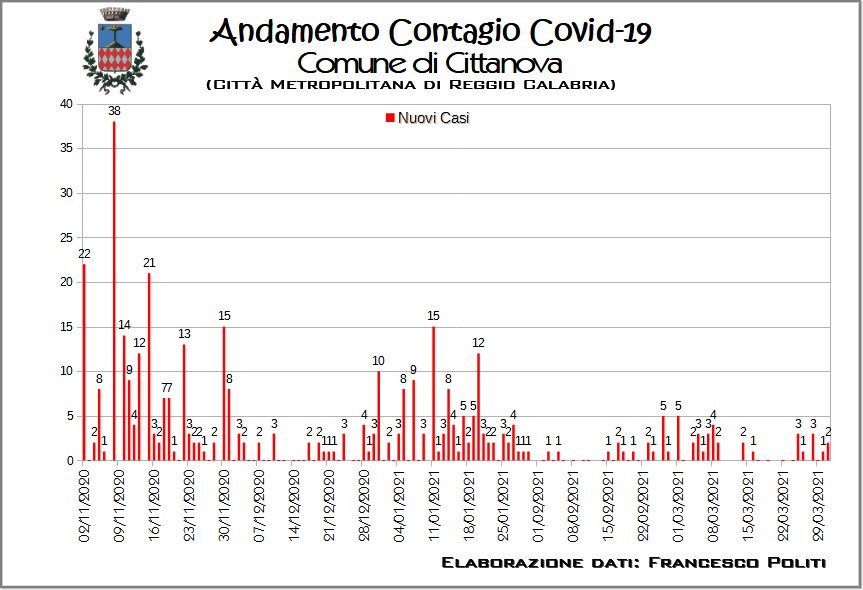 Andamento Contagio Covid-19
Comune di Cittanova
(Città Metropolitana di Reggio Calabria)
Nuovi Casi
40
35
30
25
20
15
10
5
0
22 2 8 1 38 14 9 4 12 21 3 2 7 7 1 13 3 2 2 1 2 15 8 3 2 2 3 2 2 1 1 1 3 4 1 3 10 2 3 8 9 3 15 1 3 8 4 1 5 2 5 12 3 2 2 3 2 4 1 1 1 1 1 1 2 1 1 2 1 5 1 5 2 3 1 3 4 2 2 1 3 1 3 1 2
02/11/2020 09/11/2020 16/11/2020 23/11/2020 30/11/2020 07/12/2020 14/12/2020 21/12/2020 28/12/2020 04/01/2021 11/01/2021 18/01/2021 25/01/2021 01/02/2021 08/02/2021 15/02/2021 22/02/2021 01/03/2021 08/03/2021 15/03/2021 22/03/2021 29/03/2021
Elaborazione dati: Francesco Politi